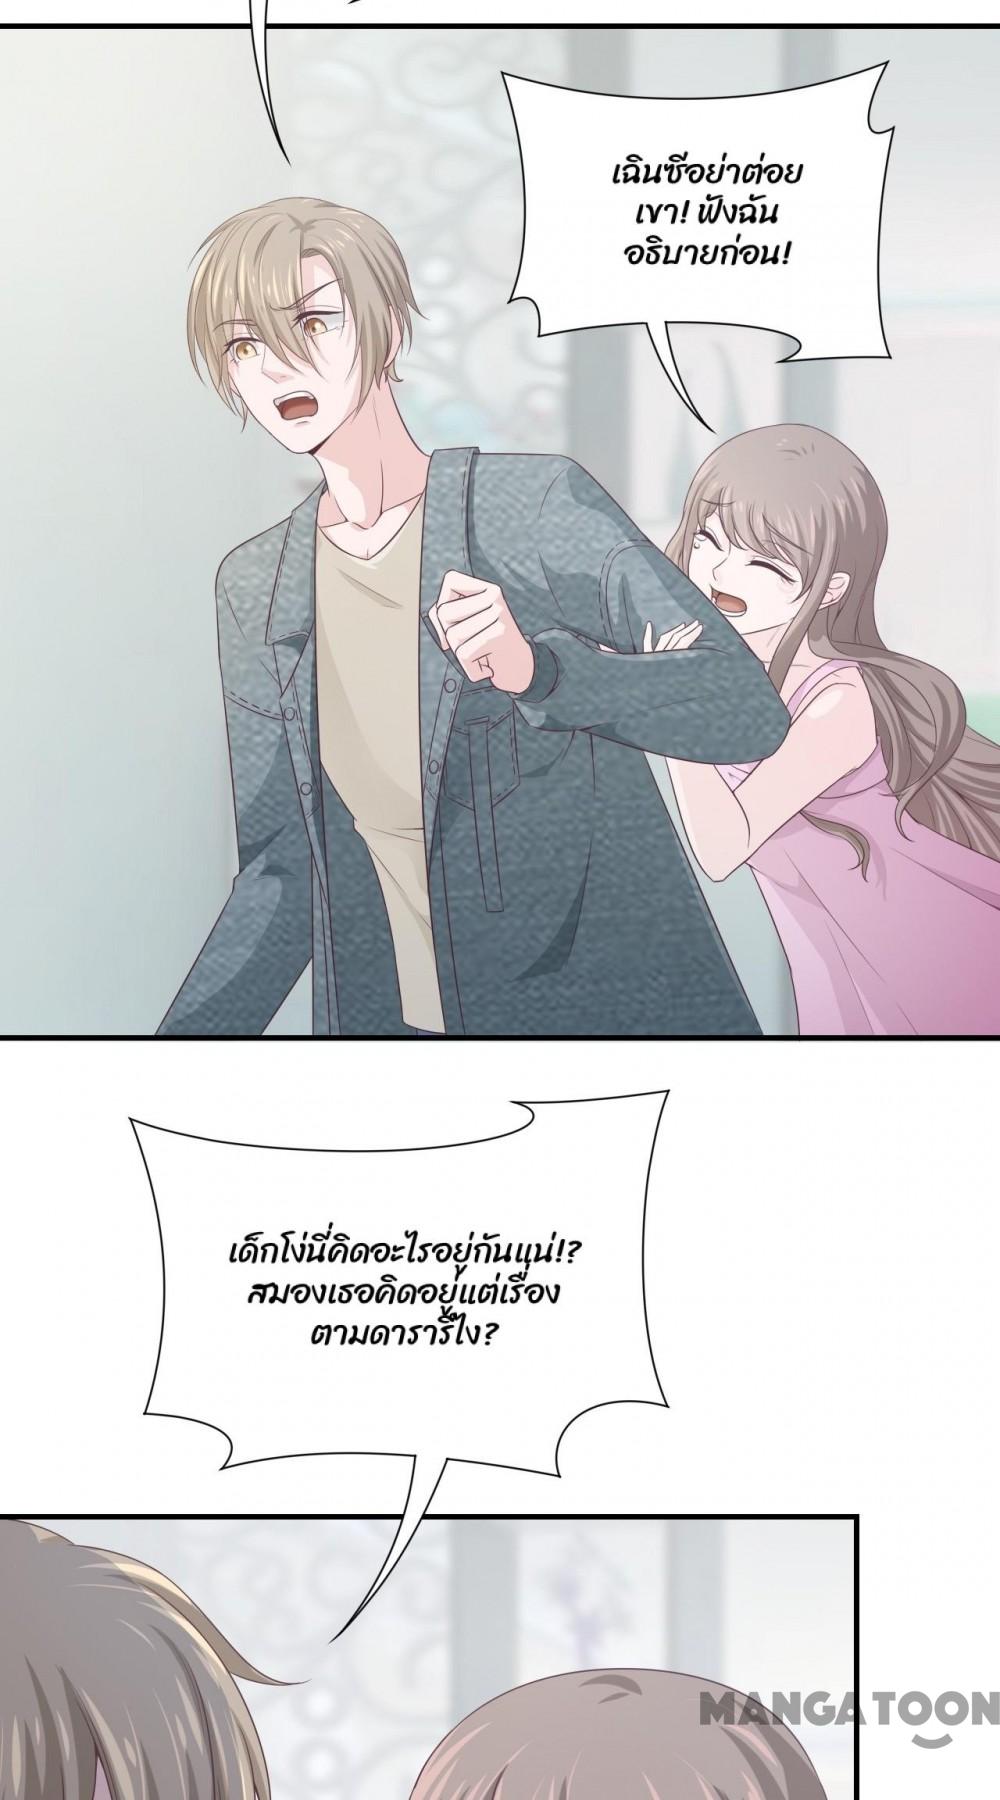 เฉินซีอย่าต่อย
เขา! ฟังฉัน
อธิบายก่อน!
เด็กโง่นี่คิดอะไรอยู่กันแน่!?
สมองเธอคิดอยู่แต่เรื่อง
ตามดารารึไง?
MANGATOON